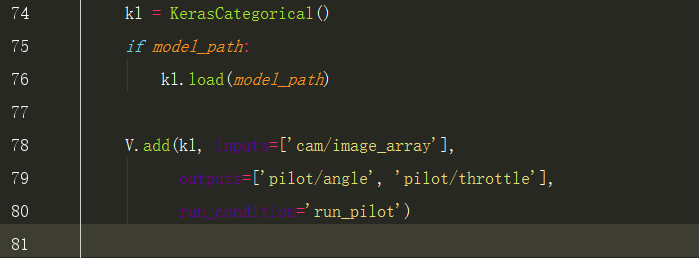 74 kl = KerasCategorical()
75 if model_path:
76 kl.load(model_path)
77
78 V.add(kl, inputs=['cam/image_array'],
79 outputs=['pilot/angle', 'pilot/throttle'],
80 run_condition='run_pilot')
81